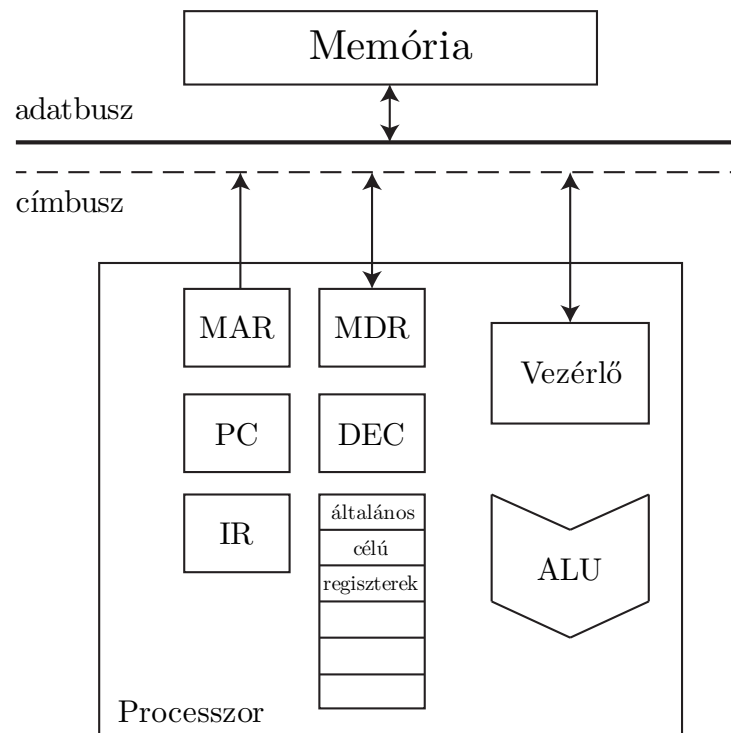 Memória
adatbusz
címbusz
MAR
MDR
Vezérlő
PC
DEC
IR
általános
célú
regiszterek
ALU
Processzor